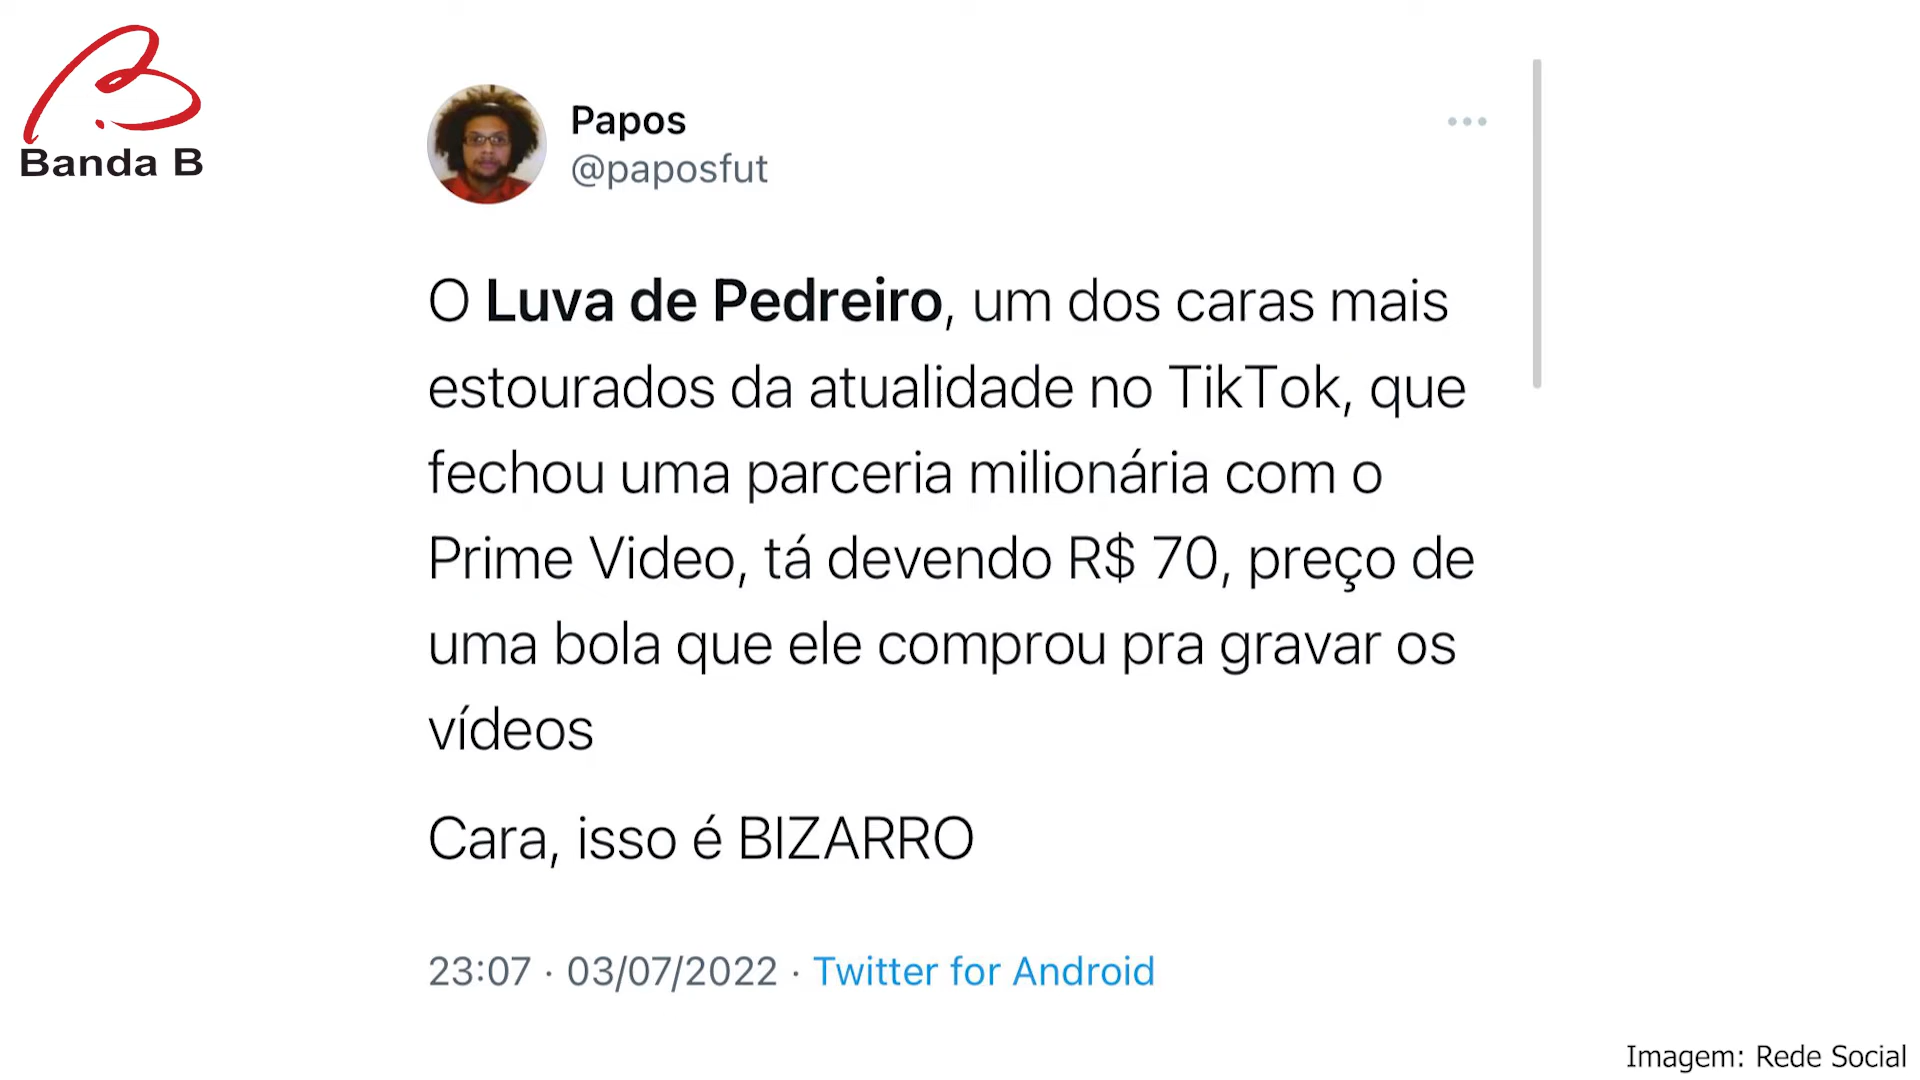 Banda B
Papos
@paposfut
O Luva de Pedreiro, um dos caras mais
estourados da atualidade no TikTok, que
fechou uma parceria milionária com o
Prime Video, tá devendo R$ 70, preço de
uma bola que ele comprou pra gravar os
vídeos
Cara, isso é BIZARRO
23:07 · 03/07/2022 · Twitter for Android
Imagem: Rede Social